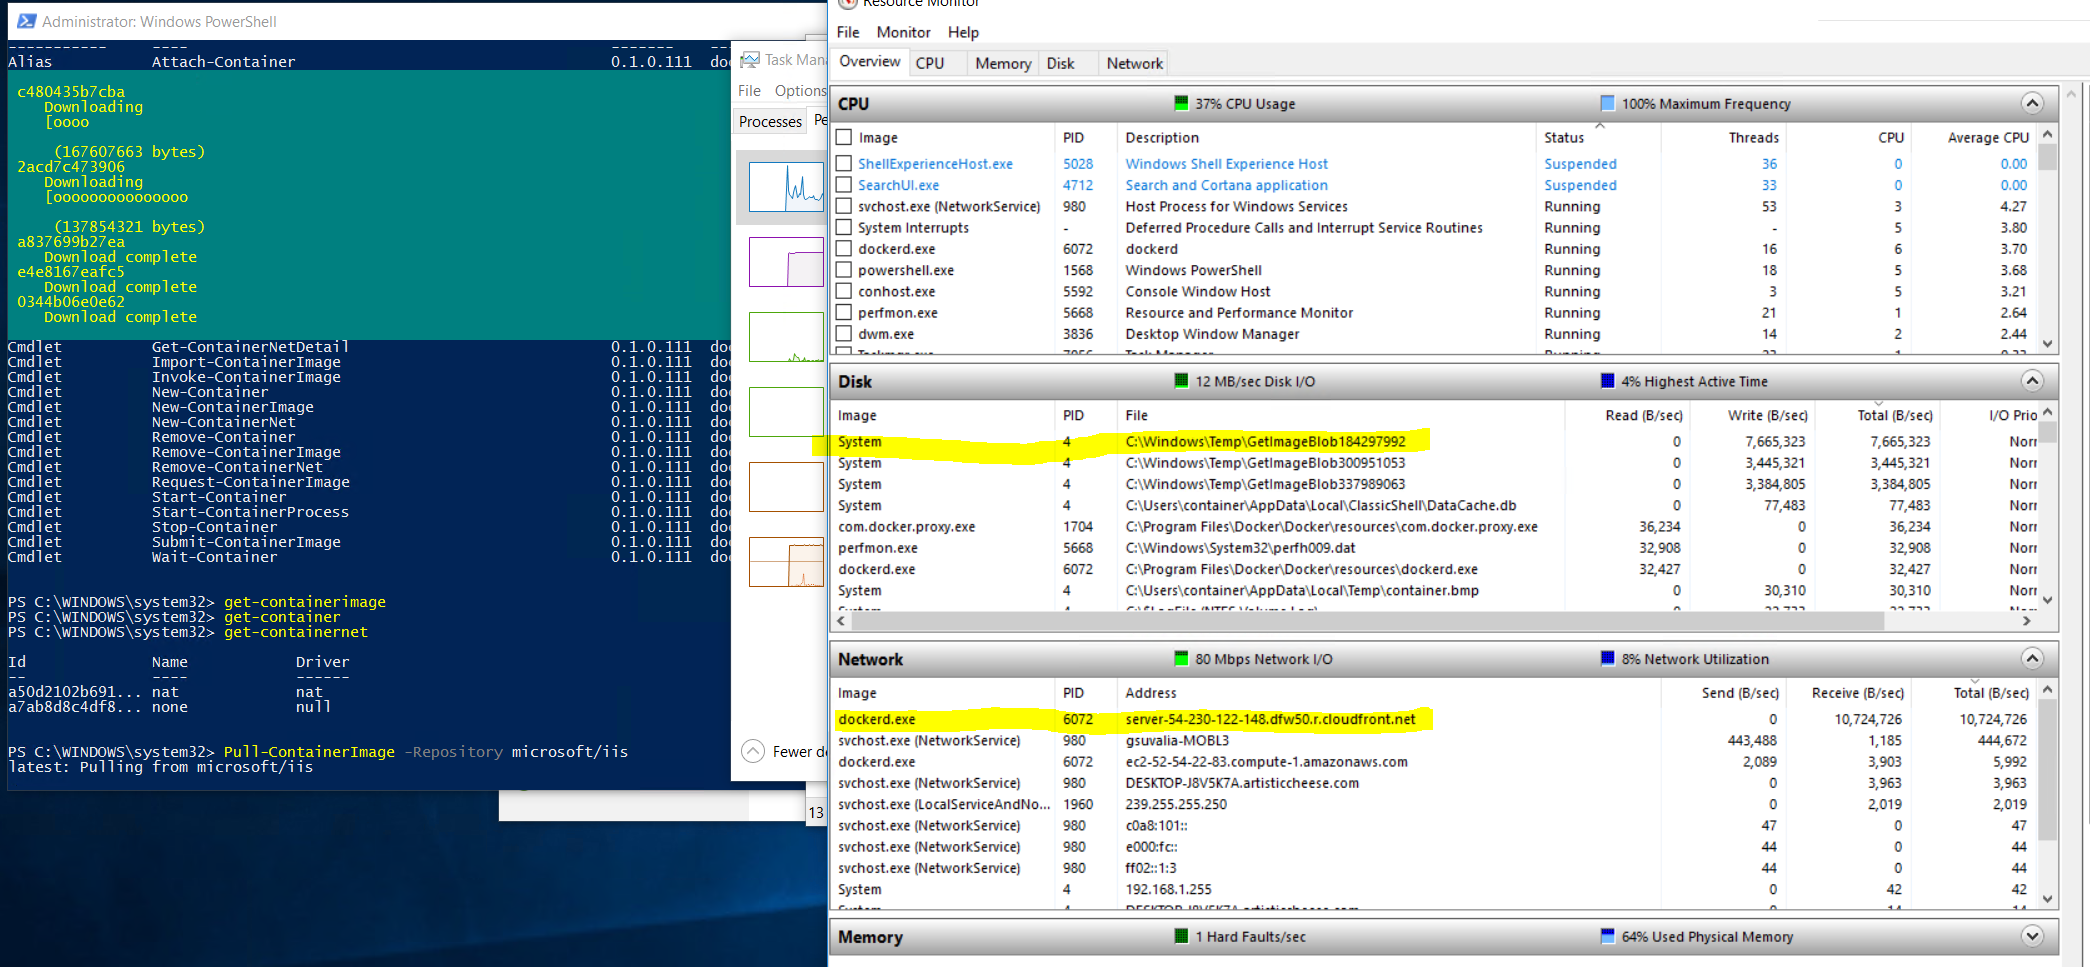 Administrator: Windows PowerShell
----------- ---- ------- ---
Alias Attach-Container 0.1.0.111 doc
c480435b7cba
Downloading
[oooo
(167607663 bytes)
2acd7c473906
Downloading
[ooooooooooooooo
(137854321 bytes)
a837699b27ea
Download complete
e4e8167eafc5
Download complete
0344b06e0e62
Download complete
Cmdlet Get-ContainerNetDetail 0.1.0.111 doc
Cmdlet Import-ContainerImage 0.1.0.111 doc
Cmdlet Invoke-ContainerImage 0.1.0.111 doc
Cmdlet New-Container 0.1.0.111 doc
Cmdlet New-ContainerImage 0.1.0.111 doc
Cmdlet New-ContainerNet 0.1.0.111 doc
Cmdlet Remove-Container 0.1.0.111 doc
Cmdlet Remove-ContainerImage 0.1.0.111 doc
Cmdlet Remove-ContainerNet 0.1.0.111 doc
Cmdlet Request-ContainerImage 0.1.0.111 doc
Cmdlet Start-Container 0.1.0.111 doc
Cmdlet Start-ContainerProcess 0.1.0.111 doc
Cmdlet Stop-Container 0.1.0.111 doc
Cmdlet Submit-ContainerImage 0.1.0.111 doc
Cmdlet Wait-Container 0.1.0.111 doc
PS C:\WINDOWS\system32> get-containerimage
PS C:\WINDOWS\system32> get-container
PS C:\WINDOWS\system32> get-containernet
Id Name Driver
-- ---- ------
a50d2102b691... nat nat
a7ab8d8c4df8... none null
PS C:\WINDOWS\system32> Pull-ContainerImage -Repository microsoft/iis
latest: Pulling from microsoft/iis
Task Mana
File Options
Processes Pe
Fewer de
13
Resource Monitor
File Monitor Help
Overview CPU Memory Disk Network
CPU 37% CPU Usage 100% Maximum Frequency
Image PID Description Status Threads CPU Average CPU
ShellExperienceHost.exe 5028 Windows Shell Experience Host Suspended 36 0 0.00
SearchUI.exe 4712 Search and Cortana application Suspended 33 0 0.00
svchost.exe (NetworkService) 980 Host Process for Windows Services Running 53 3 4.27
System Interrupts - Deferred Procedure Calls and Interrupt Service Routines Running - 5 3.80
dockerd.exe 6072 dockerd Running 16 6 3.70
powershell.exe 1568 Windows PowerShell Running 18 5 3.68
conhost.exe 5592 Console Window Host Running 3 5 3.21
perfmon.exe 5668 Resource and Performance Monitor Running 21 1 2.64
dwm.exe 3836 Desktop Window Manager Running 14 2 2.44
Disk 12 MB/sec Disk I/O 4% Highest Active Time
Image PID File Read (B/sec) Write (B/sec) Total (B/sec) I/O Prio
System 4 C:\Windows\Temp\GetImageBlob184297992 0 7,665,323 7,665,323 Norr
System 4 C:\Windows\Temp\GetImageBlob300951053 0 3,445,321 3,445,321 Norr
System 4 C:\Windows\Temp\GetImageBlob337989063 0 3,384,805 3,384,805 Norr
System 4 C:\Users\container\AppData\Local\ClassicShell\DataCache.db 0 77,483 77,483 Norr
com.docker.proxy.exe 1704 C:\Program Files\Docker\Docker\resources\com.docker.proxy.exe 36,234 0 36,234 Norr
perfmon.exe 5668 C:\Windows\System32\perfh009.dat 32,908 0 32,908 Norr
dockerd.exe 6072 C:\Program Files\Docker\Docker\resources\dockerd.exe 32,427 0 32,427 Norr
System 4 C:\Users\container\AppData\Local\Temp\container.bmp 0 30,310 30,310 Norr
Network 80 Mbps Network I/O 8% Network Utilization
Image PID Address Send (B/sec) Receive (B/sec) Total (B/sec)
dockerd.exe 6072 server-54-230-122-148.dfw50.r.cloudfront.net 0 10,724,726 10,724,726
svchost.exe (NetworkService) 980 gsuvalia-MOBL3 443,488 1,185 444,672
dockerd.exe 6072 ec2-52-54-22-83.compute-1.amazonaws.com 2,089 3,903 5,992
svchost.exe (NetworkService) 980 DESKTOP-J8V5K7A.artisticcheese.com 0 3,963 3,963
svchost.exe (LocalServiceAndNo... 1960 239.255.255.250 0 2,019 2,019
svchost.exe (NetworkService) 980 c0a8:101:: 47 0 47
svchost.exe (NetworkService) 980 e000:fc:: 44 0 44
svchost.exe (NetworkService) 980 ff02::1:3 44 0 44
System 4 192.168.1.255 0 42 42
Memory 1 Hard Faults/sec 64% Used Physical Memory